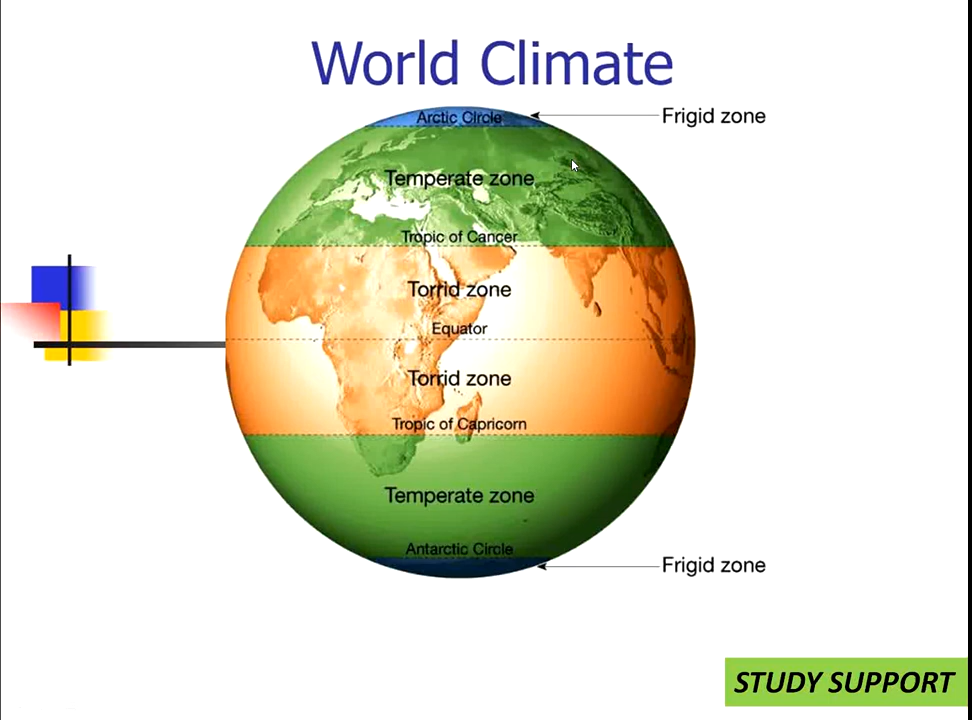 World Climate
Arctic Circle
Frigid zone
Temperate zone
Tropic of Cancer
Torrid zone
Equator
Torrid zone
Tropic of Capricorn
Temperate zone
Antarctic Circle
Frigid zone
STUDY SUPPORT